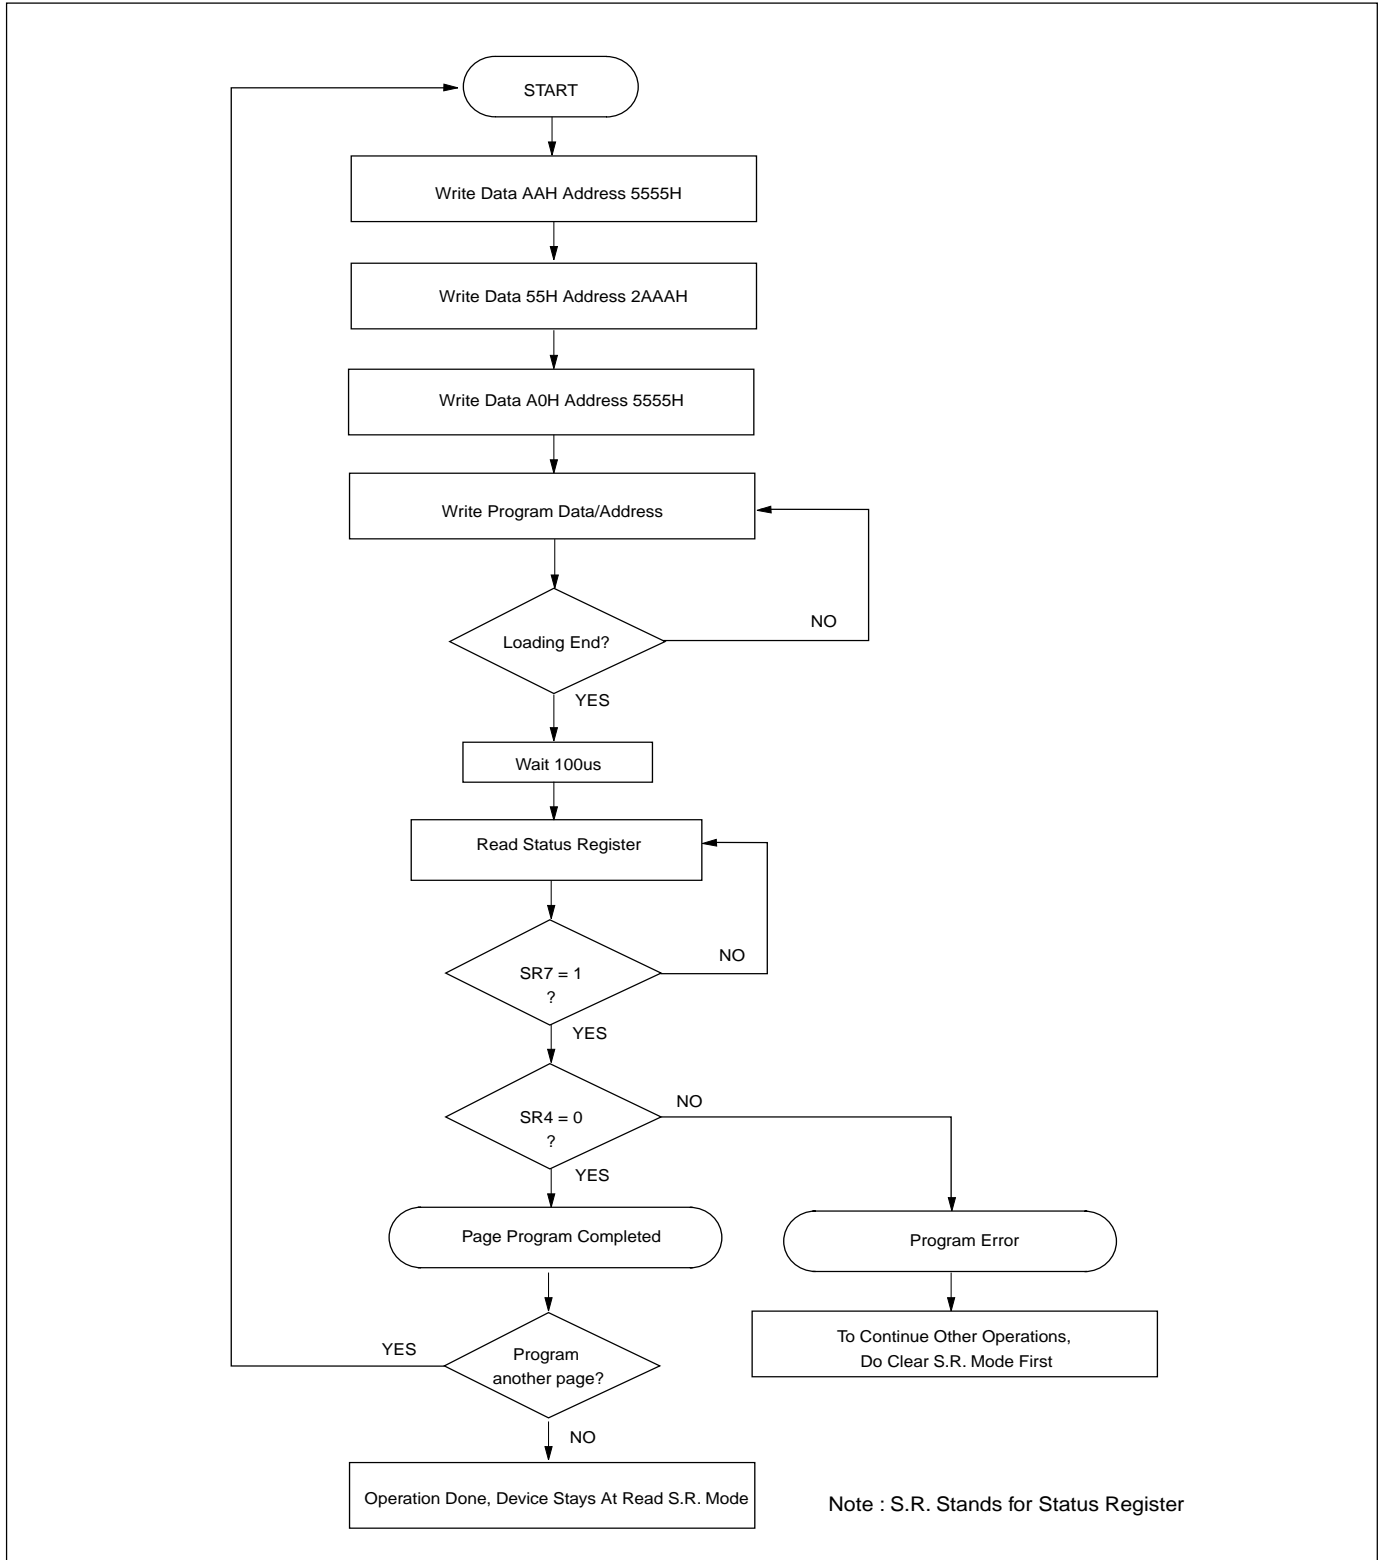 START
Write Data AAH Address 5555H
Write Data 55H Address 2AAAH
Write Data A0H Address 5555H
Write Program Data/Address
NO
Loading End?
YES
Wait 100us
Read Status Register
NO
SR7 = 1
?
YES
NO
SR4 = 0
?
YES
Page Program Completed
Program Error
To Continue Other Operations,
Do Clear S.R. Mode First
YES
Program
another page?
NO
Operation Done, Device Stays At Read S.R. Mode
Note : S.R. Stands for Status Register